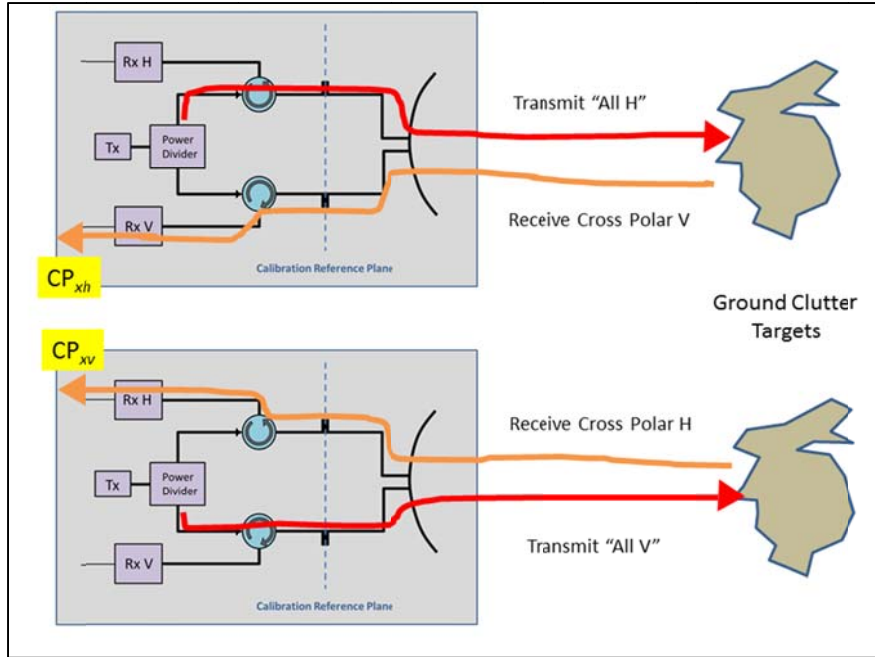 Rx H
Transmit “All H”
Tx
Power
Divider
Receive Cross Polar V
Rx V
Calibration Reference Plane
CPxh
Ground Clutter
Targets
CPxv
Rx H
Receive Cross Polar H
Tx
Power
Divider
Transmit “All V”
Rx V
Calibration Reference Plane